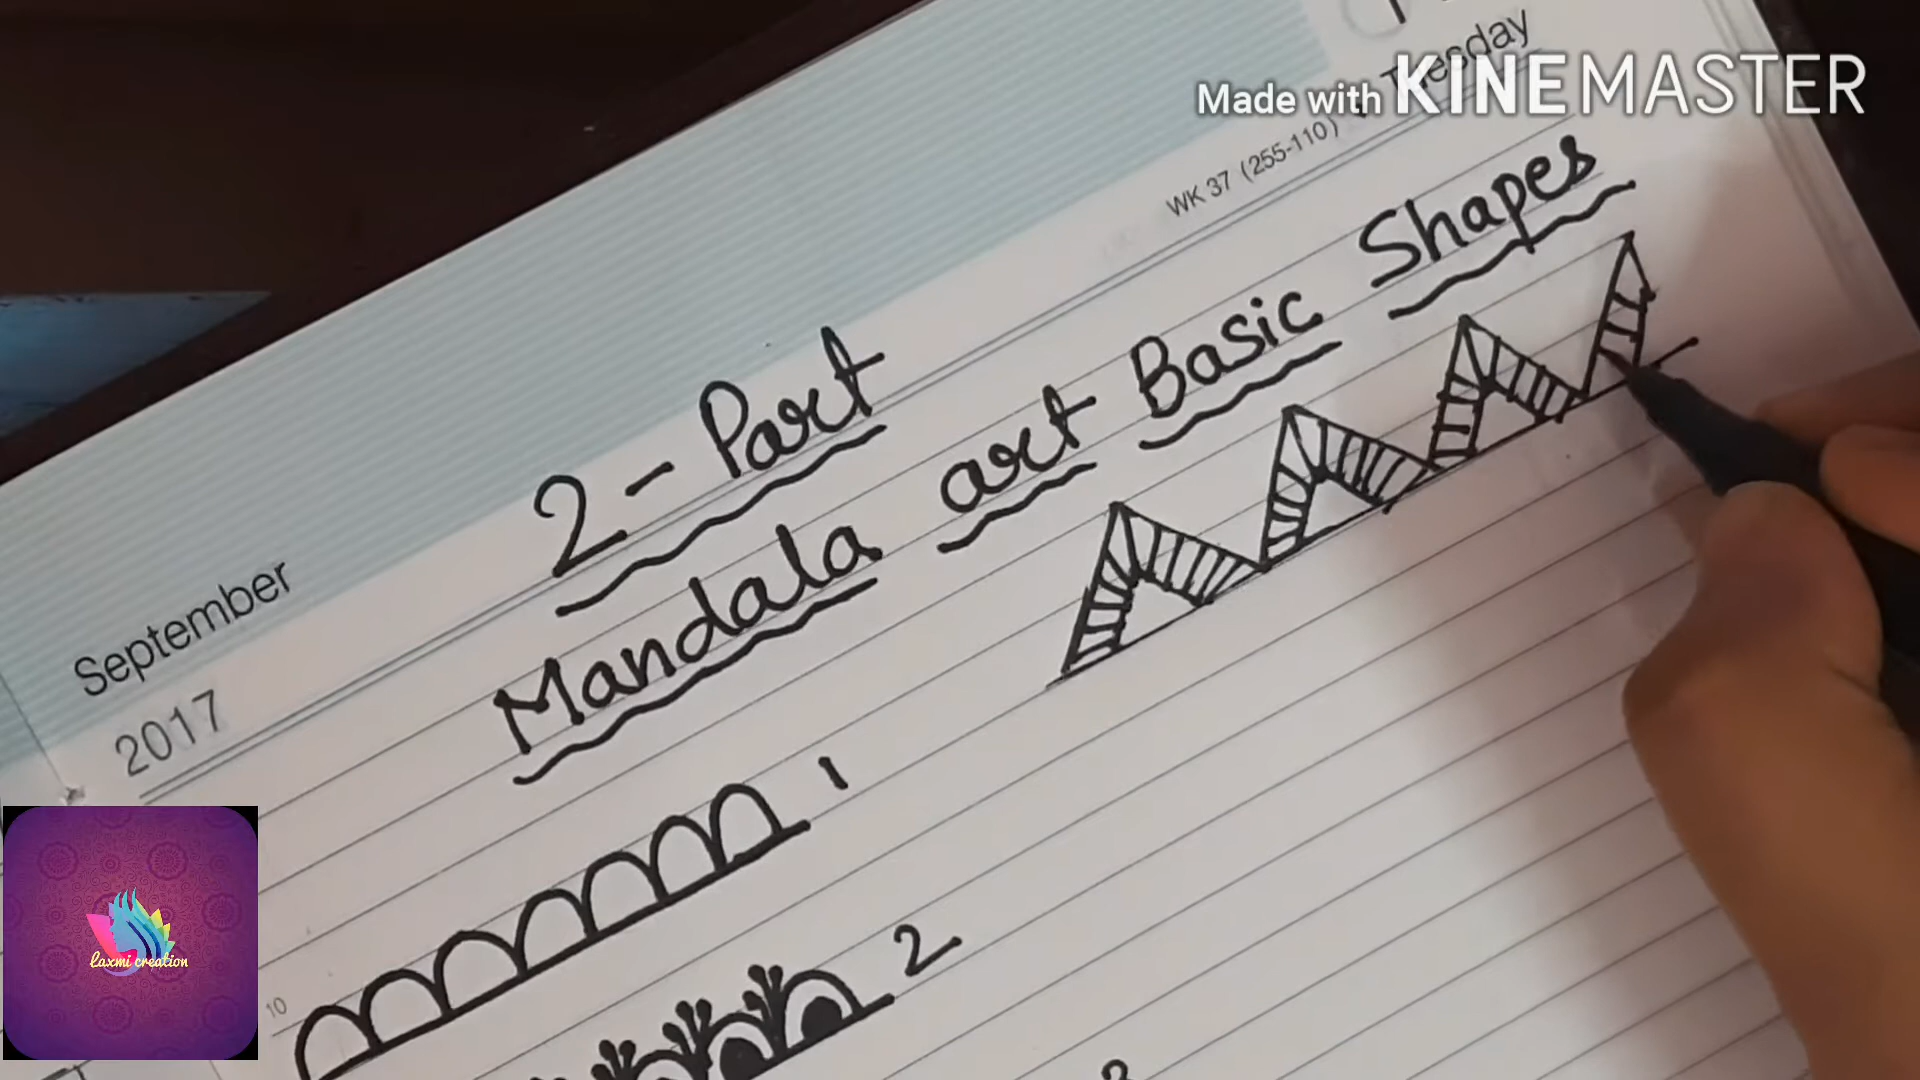 Made with KINEMASTER
Tuesday
WK 37 (255-110)
September
2017
2-Part
Mandala art Basic Shapes
1
2
10
Laxmi creation